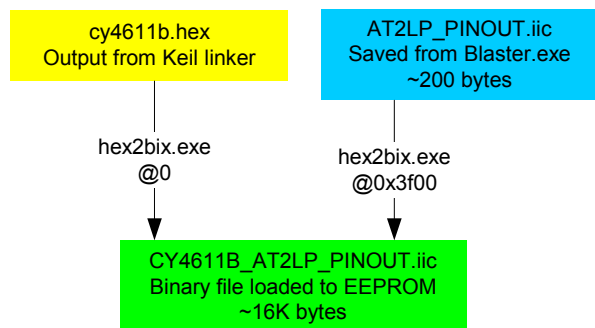 cy4611b.hex
Output from Keil linker
AT2LP_PINOUT.iic
Saved from Blaster.exe
~200 bytes
hex2bix.exe
@0
hex2bix.exe
@0x3f00
CY4611B_AT2LP_PINOUT.iic
Binary file loaded to EEPROM
~16K bytes